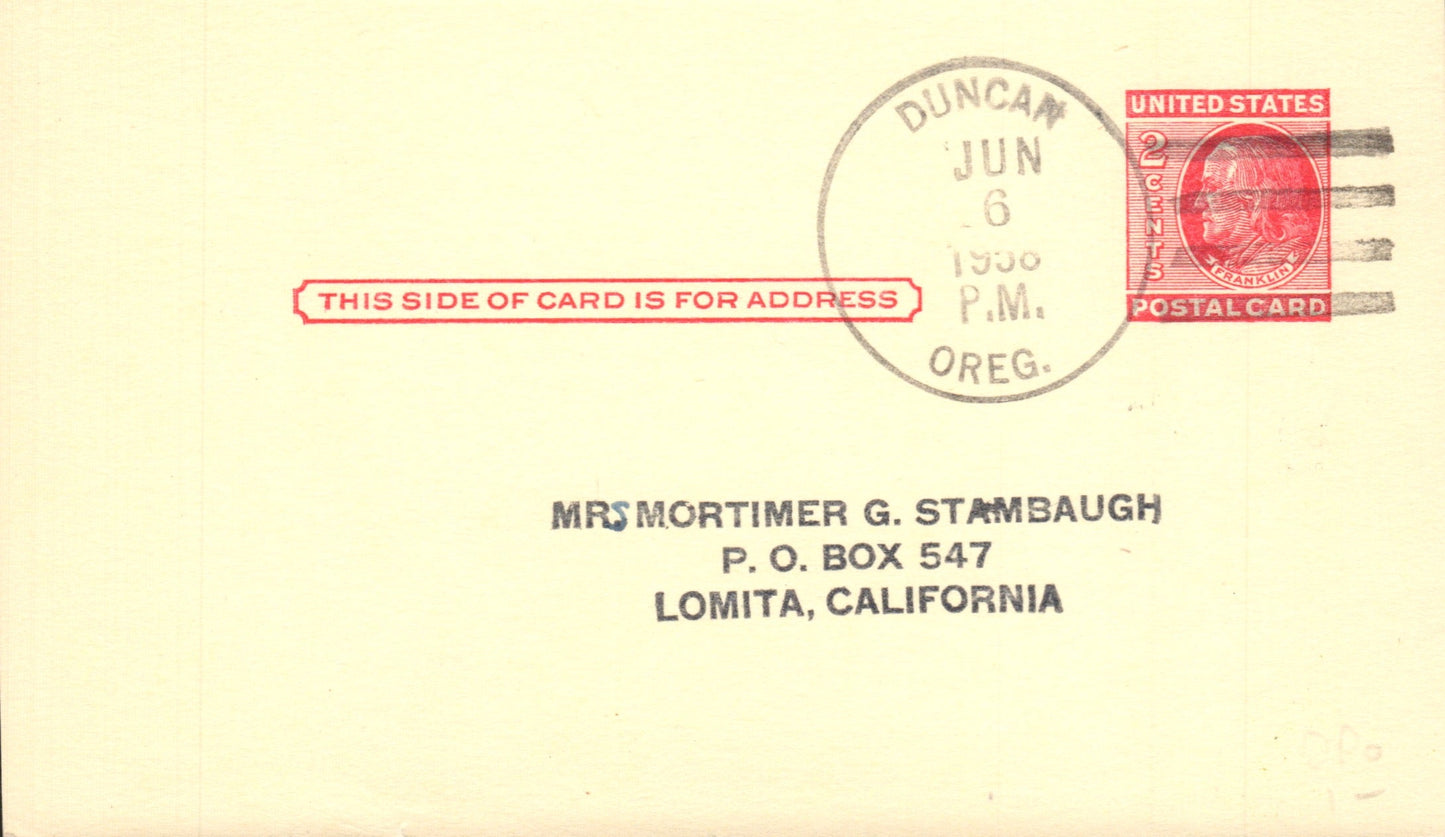 DUNCAN
JUN
6
1958
P.M.
OREG.
UNITED STATES
2 CENTS
FRANKLIN
POSTAL CARD
THIS SIDE OF CARD IS FOR ADDRESS
MRS MORTIMER G. STAMBAUGH
P. O. BOX 547
LOMITA, CALIFORNIA